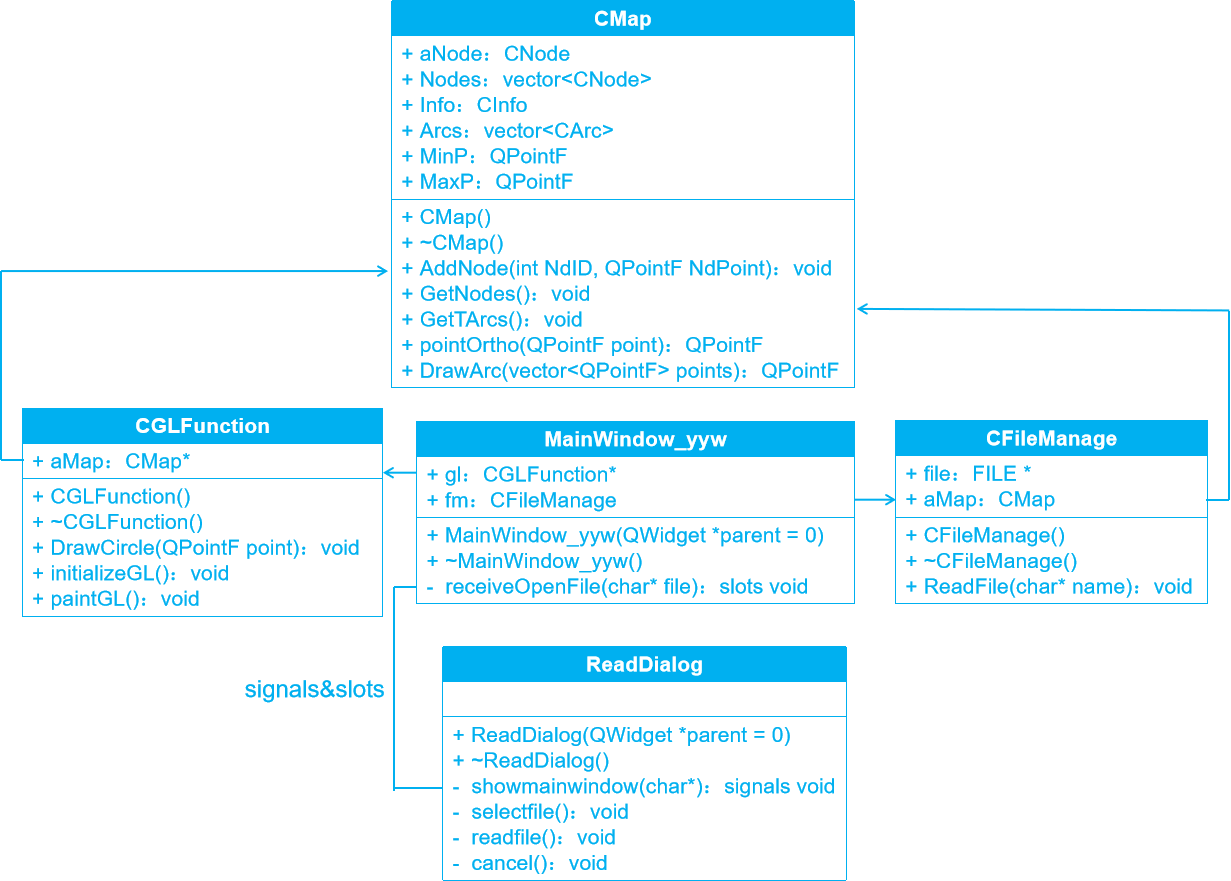 CMap
+ aNode：CNode
+ Nodes：vector<CNode>
+ Info：CInfo
+ Arcs：vector<CArc>
+ MinP：QPointF
+ MaxP：QPointF
+ CMap()
+ ~CMap()
+ AddNode(int NdID, QPointF NdPoint)：void
+ GetNodes()：void
+ GetTArcs()：void
+ pointOrtho(QPointF point)：QPointF
+ DrawArc(vector<QPointF> points)：QPointF
CGLFunction
+ aMap：CMap*
+ CGLFunction()
+ ~CGLFunction()
+ DrawCircle(QPointF point)：void
+ initializeGL()：void
+ paintGL()：void
MainWindow_yyw
+ gl：CGLFunction*
+ fm：CFileManage
+ MainWindow_yyw(QWidget *parent = 0)
+ ~MainWindow_yyw()
- receiveOpenFile(char* file)：slots void
CFileManage
+ file：FILE *
+ aMap：CMap
+ CFileManage()
+ ~CFileManage()
+ ReadFile(char* name)：void
signals&slots
ReadDialog
+ ReadDialog(QWidget *parent = 0)
+ ~ReadDialog()
- showmainwindow(char*)：signals void
- selectfile()：void
- readfile()：void
- cancel()：void